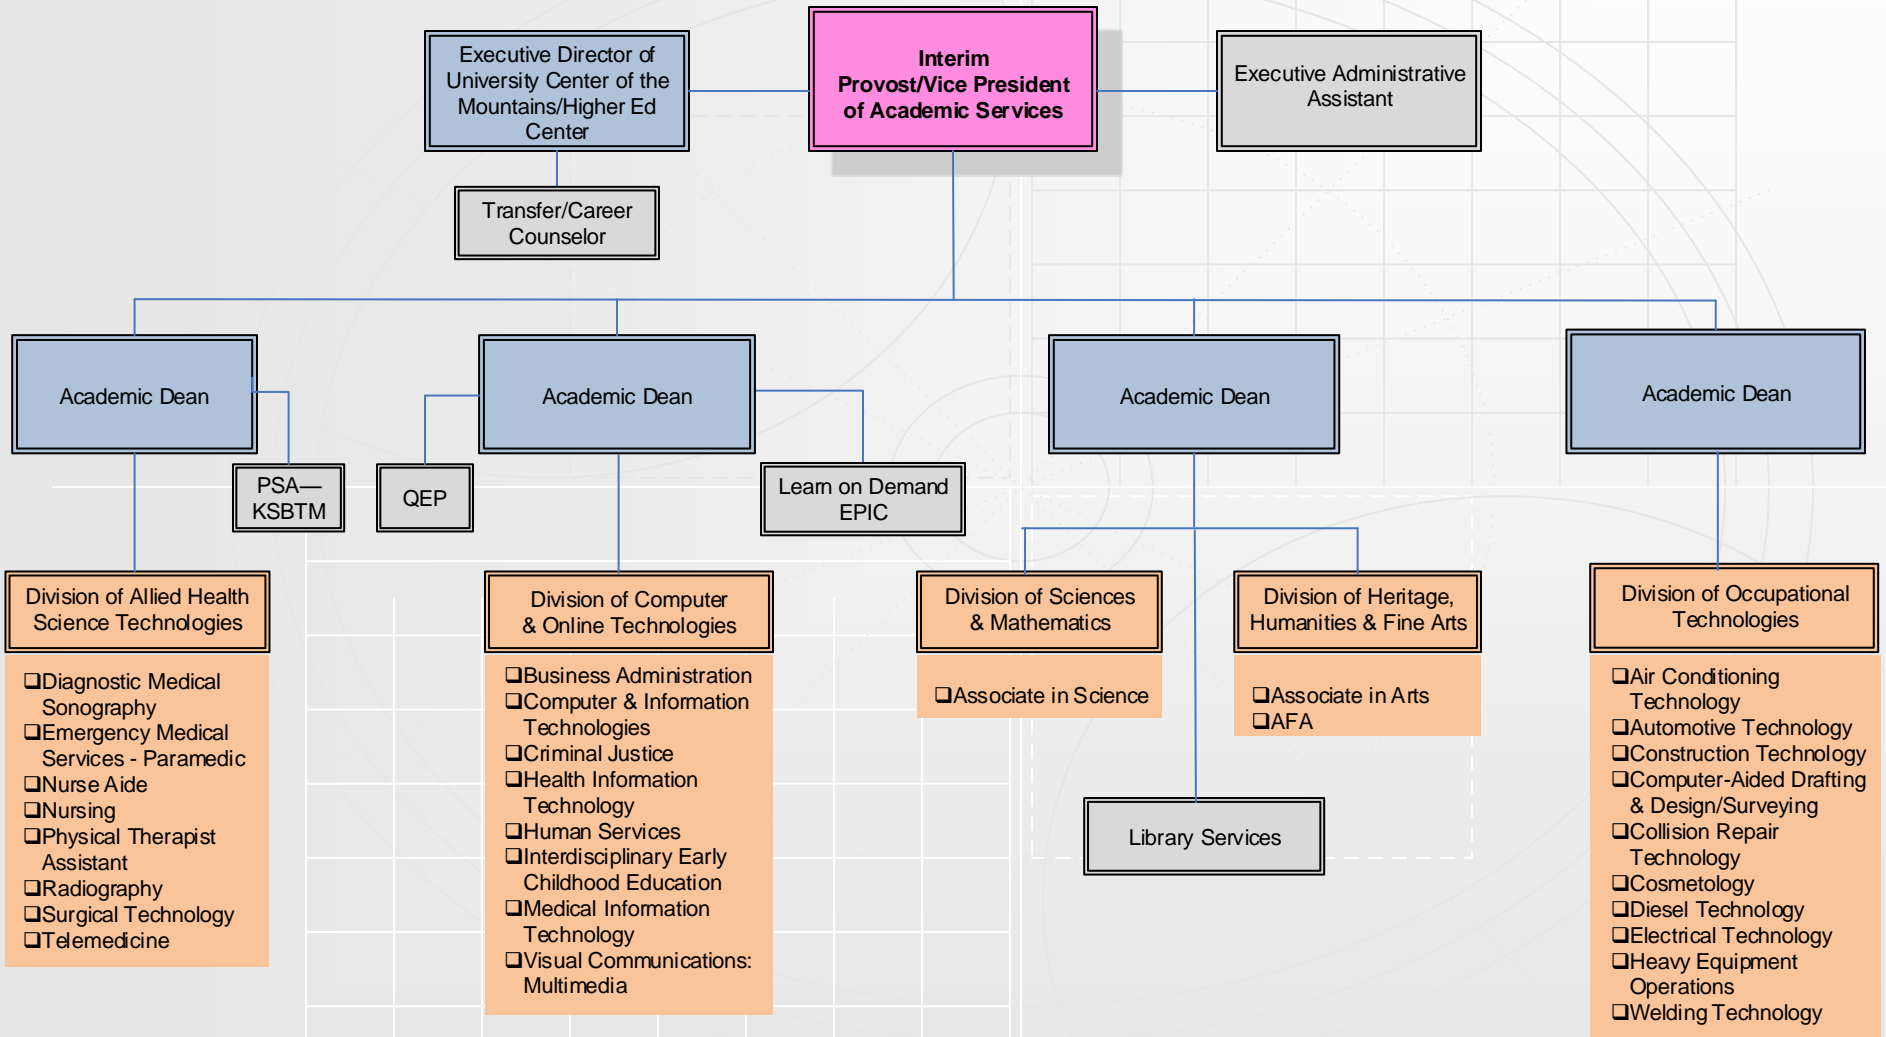 Executive Director of
University Center of the
Mountains/Higher Ed
Center
Interim
Provost/Vice President
of Academic Services
Executive Administrative
Assistant
Transfer/Career
Counselor
Academic Dean
Academic Dean
Academic Dean
Academic Dean
PSA—
KSBTM
QEP
Learn on Demand
EPIC
Division of Allied Health
Science Technologies
❑Diagnostic Medical
Sonography
❑Emergency Medical
Services - Paramedic
❑Nurse Aide
❑Nursing
❑Physical Therapist
Assistant
❑Radiography
❑Surgical Technology
❑Telemedicine
Division of Computer
& Online Technologies
❑Business Administration
❑Computer & Information
Technologies
❑Criminal Justice
❑Health Information
Technology
❑Human Services
❑Interdisciplinary Early
Childhood Education
❑Medical Information
Technology
❑Visual Communications:
Multimedia
Division of Sciences
& Mathematics
❑Associate in Science
Division of Heritage,
Humanities & Fine Arts
❑Associate in Arts
❑AFA
Library Services
Division of Occupational
Technologies
❑Air Conditioning
Technology
❑Automotive Technology
❑Construction Technology
❑Computer-Aided Drafting
& Design/Surveying
❑Collision Repair
Technology
❑Cosmetology
❑Diesel Technology
❑Electrical Technology
❑Heavy Equipment
Operations
❑Welding Technology